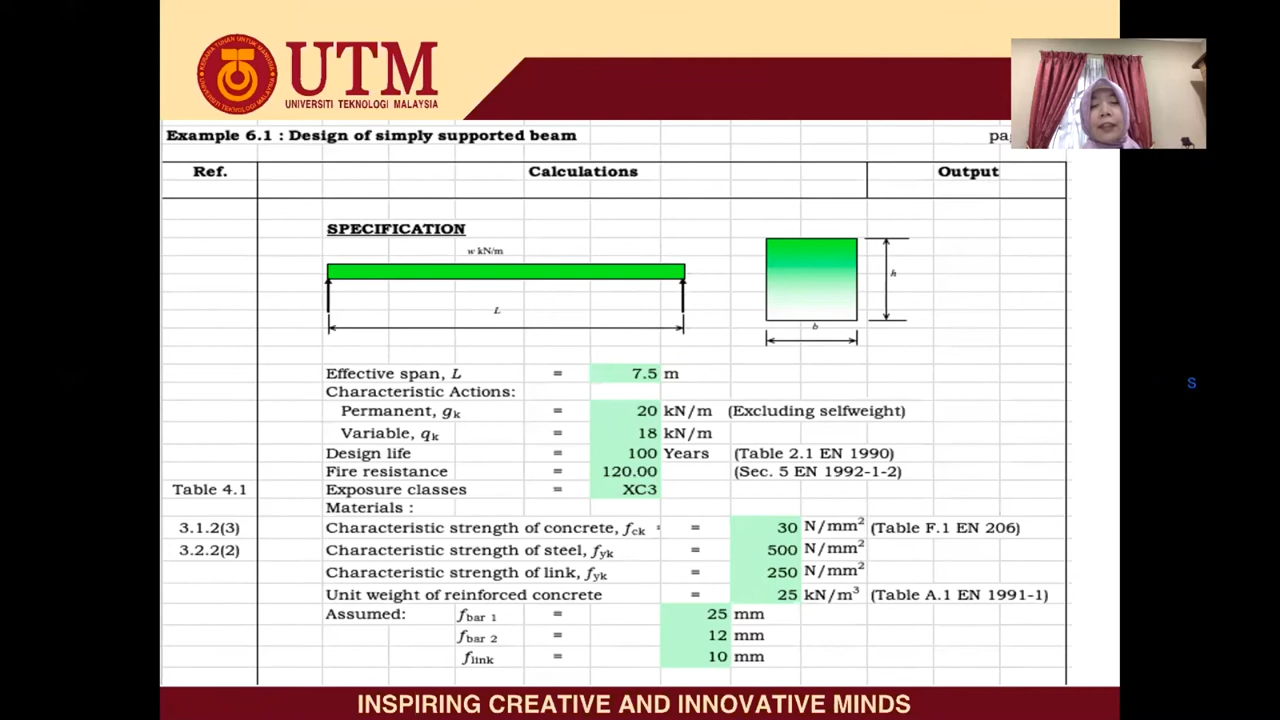 UTM
UNIVERSITI TEKNOLOGI MALAYSIA
Example 6.1 : Design of simply supported beam
Ref. Calculations Output
SPECIFICATION
w kN/m
h
L
b
Effective span, L = 7.5 m
Characteristic Actions:
Permanent, gk = 20 kN/m (Excluding selfweight)
Variable, qk = 18 kN/m
Design life = 100 Years (Table 2.1 EN 1990)
Fire resistance = 120.00 (Sec. 5 EN 1992-1-2)
Table 4.1 Exposure classes = XC3
Materials :
3.1.2(3) Characteristic strength of concrete, fck = = 30 N/mm² (Table F.1 EN 206)
3.2.2(2) Characteristic strength of steel, fyk = 500 N/mm²
Characteristic strength of link, fyk = 250 N/mm²
Unit weight of reinforced concrete = 25 kN/m³ (Table A.1 EN 1991-1)
Assumed: fbar 1 = 25 mm
fbar 2 = 12 mm
flink = 10 mm
S
INSPIRING CREATIVE AND INNOVATIVE MINDS